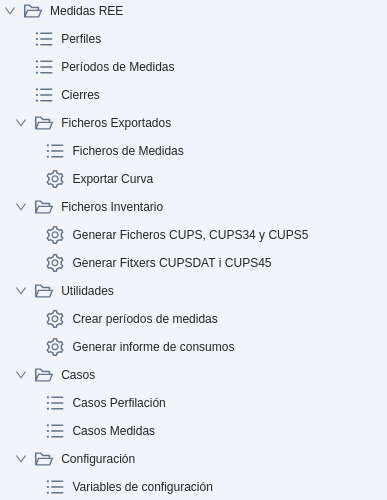 Medidas REE
Perfiles
Períodos de Medidas
Cierres
Ficheros Exportados
Ficheros de Medidas
Exportar Curva
Ficheros Inventario
Generar Ficheros CUPS, CUPS34 y CUPS5
Generar Fitxers CUPSDAT i CUPS45
Utilidades
Crear períodos de medidas
Generar informe de consumos
Casos
Casos Perfilación
Casos Medidas
Configuración
Variables de configuración